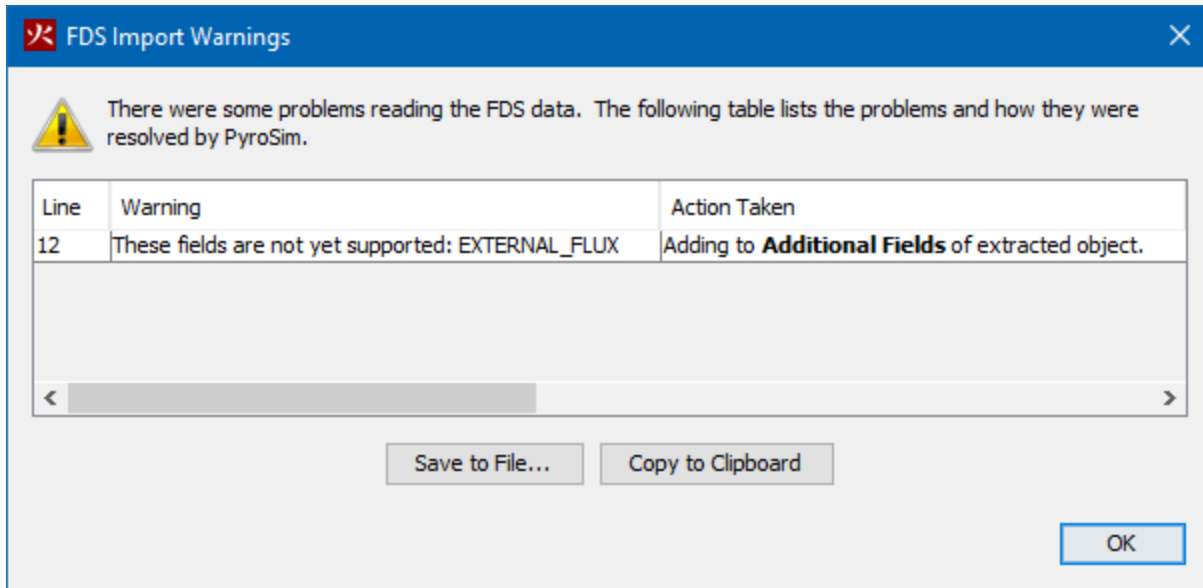 FDS Import Warnings
There were some problems reading the FDS data. The following table lists the problems and how they were
resolved by PyroSim.
Line Warning Action Taken
12 These fields are not yet supported: EXTERNAL_FLUX Adding to Additional Fields of extracted object.
Save to File... Copy to Clipboard
OK